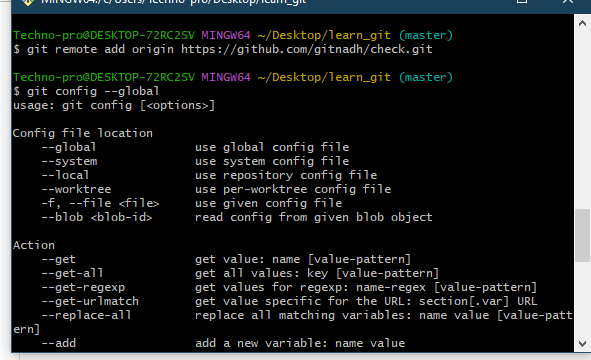 MINGW64:/c/Users/Techno-pro/Desktop/learn_git
Techno-pro@DESKTOP-72RC2SV MINGW64 ~/Desktop/learn_git (master)
$ git remote add origin https://github.com/gitnadh/check.git
Techno-pro@DESKTOP-72RC2SV MINGW64 ~/Desktop/learn_git (master)
$ git config --global
usage: git config [<options>]
Config file location
    --global              use global config file
    --system              use system config file
    --local               use repository config file
    --worktree            use per-worktree config file
    -f, --file <file>     use given config file
    --blob <blob-id>      read config from given blob object
Action
    --get                 get value: name [value-pattern]
    --get-all             get all values: key [value-pattern]
    --get-regexp          get values for regexp: name-regex [value-pattern]
    --get-urlmatch        get value specific for the URL: section[.var] URL
    --replace-all         replace all matching variables: name value [value-patt
ern]
    --add                 add a new variable: name value